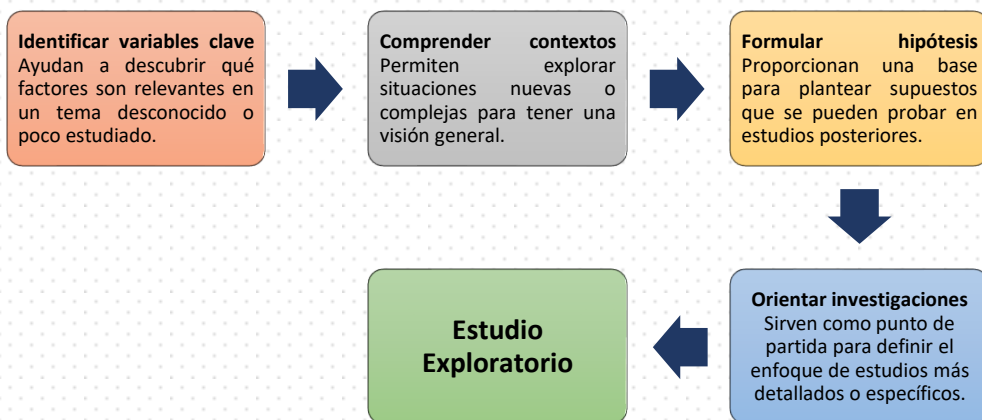 Identificar variables clave
Ayudan a descubrir qué
factores son relevantes en
un tema desconocido o
poco estudiado.
Comprender contextos
Permiten explorar
situaciones nuevas o
complejas para tener una
visión general.
Formular hipótesis
Proporcionan una base
para plantear supuestos
que se pueden probar en
estudios posteriores.
Orientar investigaciones
Sirven como punto de
partida para definir el
enfoque de estudios más
detallados o específicos.
Estudio
Exploratorio